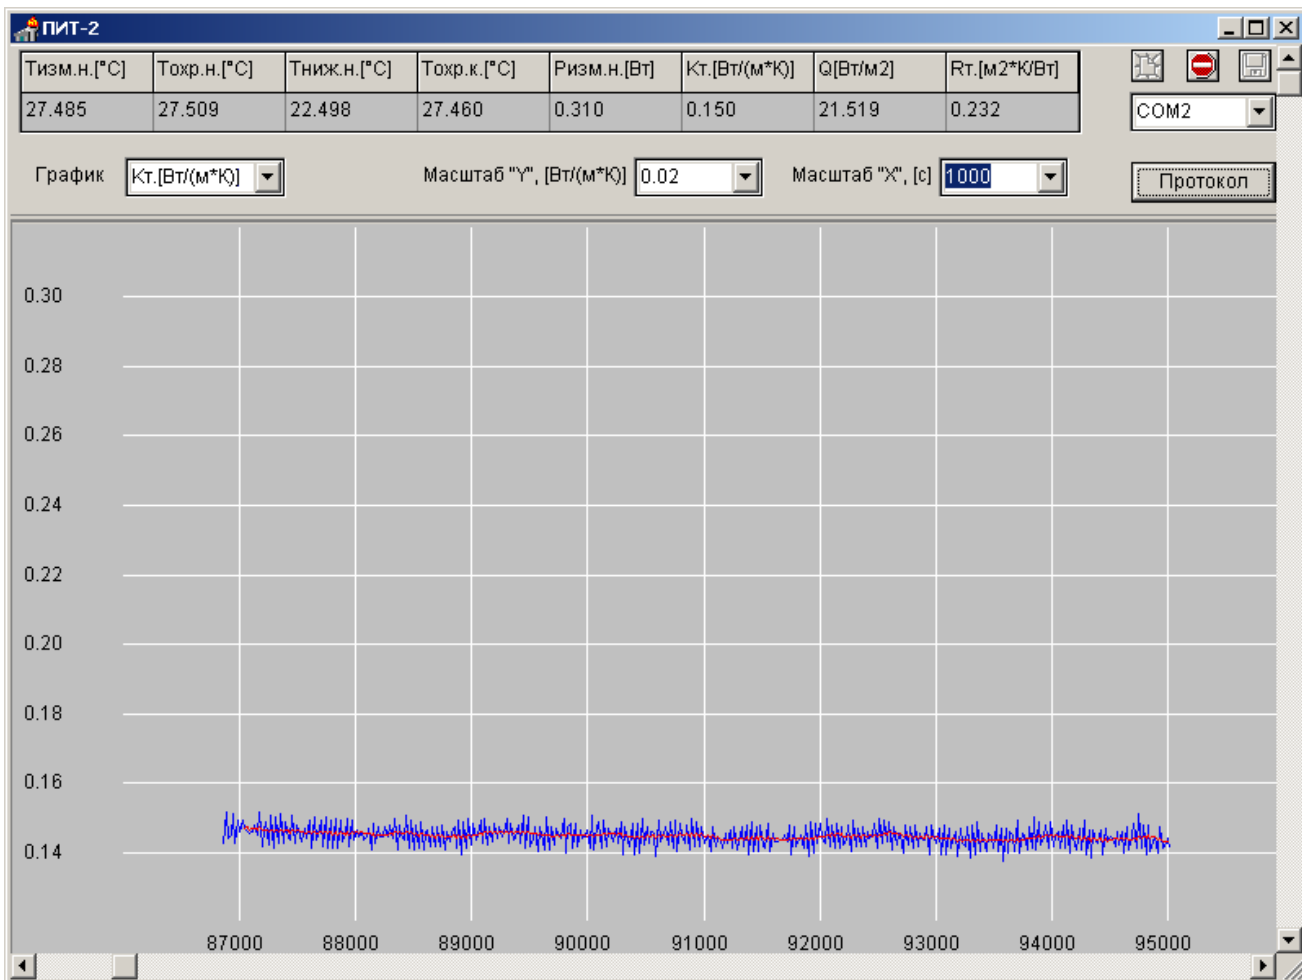 ПИТ-2
Тизм.н.[°C] Тохр.н.[°C] Тниж.н.[°C] Тохр.к.[°C] Ризм.н.[Вт] Кт.[Вт/(м*К)] Q[Вт/м2] Rт.[м2*К/Вт]
27.485 27.509 22.498 27.460 0.310 0.150 21.519 0.232
COM2
График Кт.[Вт/(м*К)] Масштаб "Y", [Вт/(м*К)] 0.02 Масштаб "X", [с] 1000 Протокол
0.30
0.28
0.26
0.24
0.22
0.20
0.18
0.16
0.14
87000 88000 89000 90000 91000 92000 93000 94000 95000